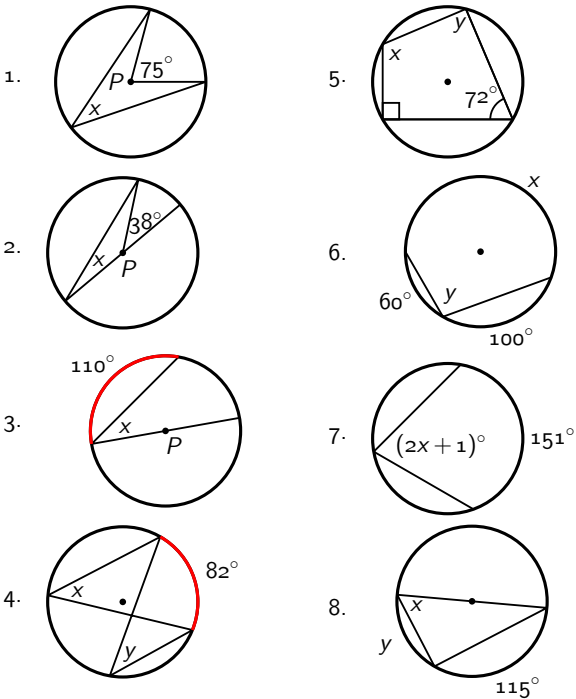 1.
P
75°
x
2.
38°
x
P
3.
110°
x
P
4.
82°
x
y
5.
y
x
72°
6.
x
y
60°
100°
7.
(2x + 1)°
151°
8.
x
y
115°